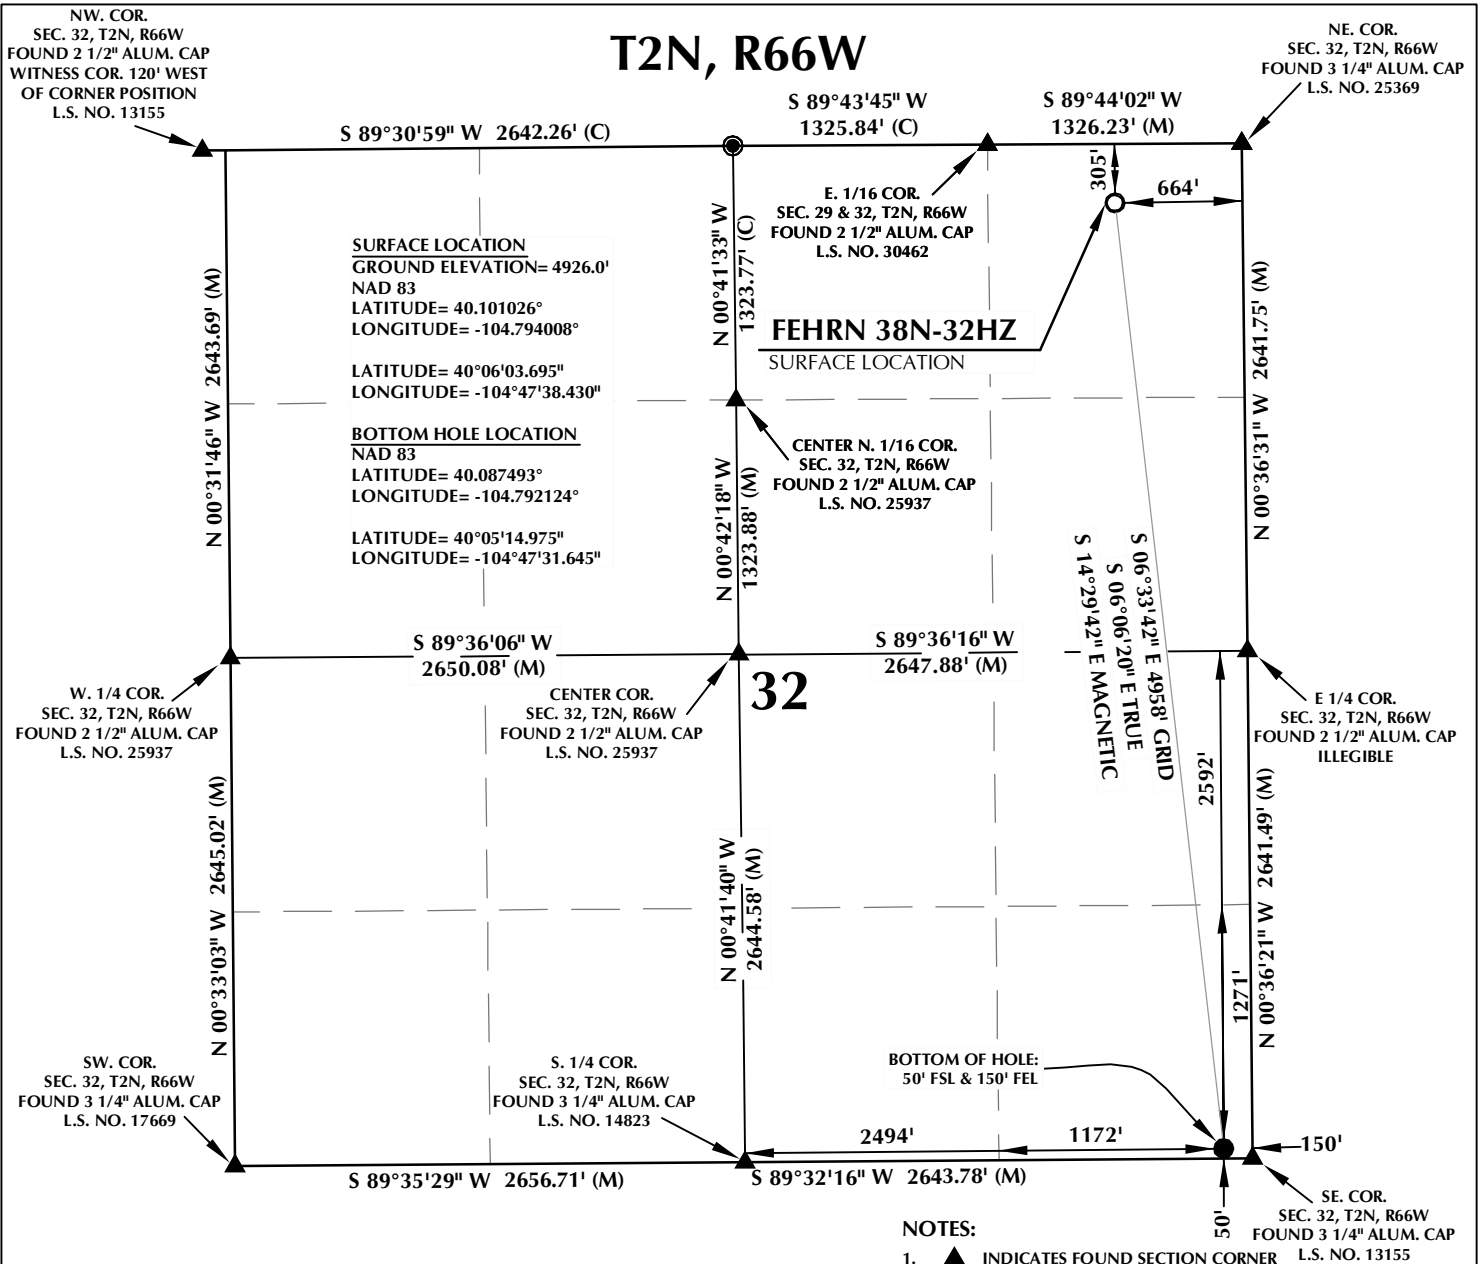 T2N, R66W
NW. COR.
SEC. 32, T2N, R66W
FOUND 2 1/2" ALUM. CAP
WITNESS COR. 120' WEST
OF CORNER POSITION
L.S. NO. 13155
NE. COR.
SEC. 32, T2N, R66W
FOUND 3 1/4" ALUM. CAP
L.S. NO. 25369
S 89°30'59" W 2642.26' (C)
S 89°43'45" W
1325.84' (C)
S 89°44'02" W
1326.23' (M)
305'
664'
E. 1/16 COR.
SEC. 29 & 32, T2N, R66W
FOUND 2 1/2" ALUM. CAP
L.S. NO. 30462
SURFACE LOCATION
GROUND ELEVATION= 4926.0'
NAD 83
LATITUDE= 40.101026°
LONGITUDE= -104.794008°
LATITUDE= 40°06'03.695"
LONGITUDE= -104°47'38.430"
BOTTOM HOLE LOCATION
NAD 83
LATITUDE= 40.087493°
LONGITUDE= -104.792124°
LATITUDE= 40°05'14.975"
LONGITUDE= -104°47'31.645"
N 00°31'46" W 2643.69' (M)
N 00°41'33" W
1323.77' (C)
FEHRN 38N-32HZ
SURFACE LOCATION
N 00°36'31" W 2641.75' (M)
CENTER N. 1/16 COR.
SEC. 32, T2N, R66W
FOUND 2 1/2" ALUM. CAP
L.S. NO. 25937
N 00°42'18" W
1323.88' (M)
S 06°33'42" E 4958' GRID
S 06°06'20" E TRUE
S 14°29'42" E MAGNETIC
S 89°36'06" W
2650.08' (M)
S 89°36'16" W
2647.88' (M)
32
W. 1/4 COR.
SEC. 32, T2N, R66W
FOUND 2 1/2" ALUM. CAP
L.S. NO. 25937
CENTER COR.
SEC. 32, T2N, R66W
FOUND 2 1/2" ALUM. CAP
L.S. NO. 25937
E 1/4 COR.
SEC. 32, T2N, R66W
FOUND 2 1/2" ALUM. CAP
ILLEGIBLE
2592'
N 00°33'03" W 2645.02' (M)
N 00°41'40" W
2644.58' (M)
1271'
N 00°36'21" W 2641.49' (M)
SW. COR.
SEC. 32, T2N, R66W
FOUND 3 1/4" ALUM. CAP
L.S. NO. 17669
S. 1/4 COR.
SEC. 32, T2N, R66W
FOUND 3 1/4" ALUM. CAP
L.S. NO. 14823
BOTTOM OF HOLE:
50' FSL & 150' FEL
2494'
1172'
150'
S 89°35'29" W 2656.71' (M)
S 89°32'16" W 2643.78' (M)
50'
SE. COR.
SEC. 32, T2N, R66W
FOUND 3 1/4" ALUM. CAP
L.S. NO. 13155
NOTES:
1. INDICATES FOUND SECTION CORNER